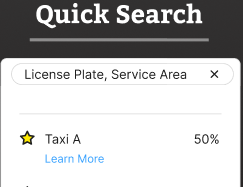 Quick Search
License Plate, Service Area ✕
Taxi A 50%
Learn More